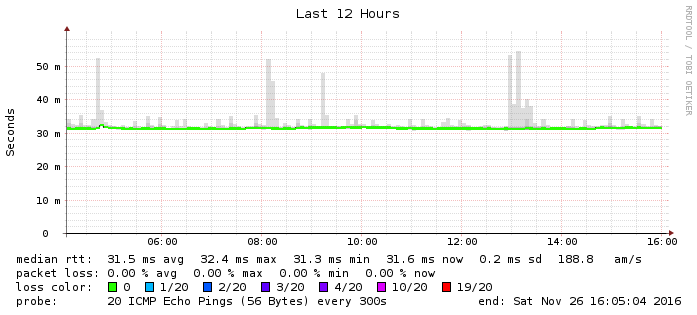 Last 12 Hours
RRDTOOL / TOBI OETIKER
Seconds
50 m
40 m
30 m
20 m
10 m
0
06:00 08:00 10:00 12:00 14:00 16:00
median rtt: 31.5 ms avg 32.4 ms max 31.3 ms min 31.6 ms now 0.2 ms sd 188.8 am/s
packet loss: 0.00 % avg 0.00 % max 0.00 % min 0.00 % now
loss color: 0 1/20 2/20 3/20 4/20 10/20 19/20
probe: 20 ICMP Echo Pings (56 Bytes) every 300s end: Sat Nov 26 16:05:04 2016